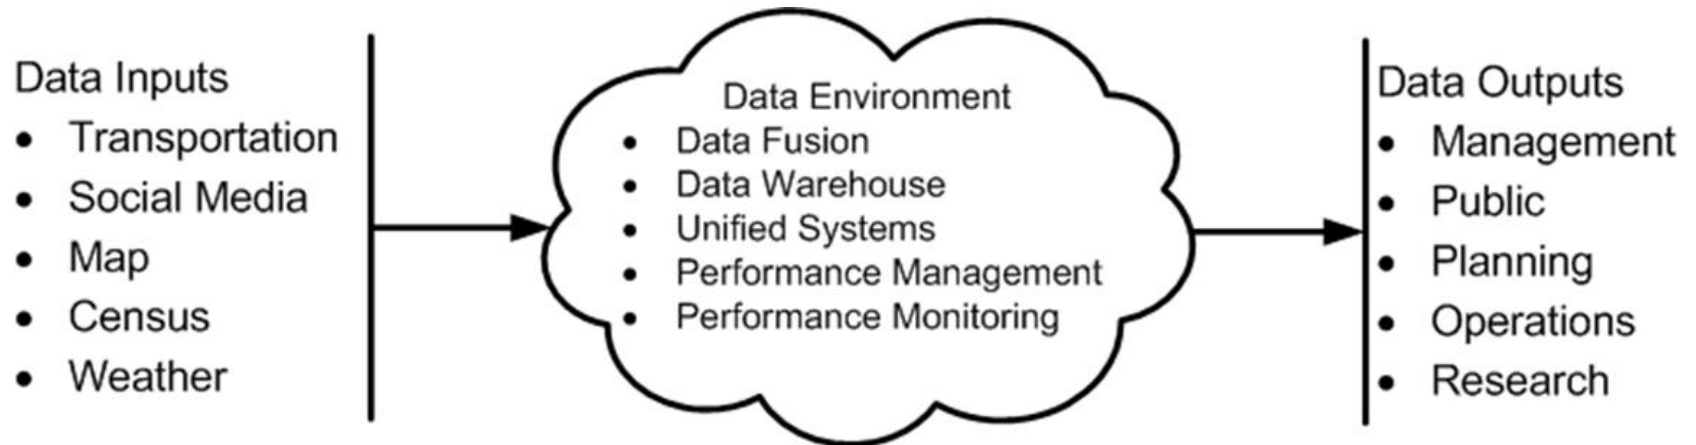 Data Inputs
• Transportation
• Social Media
• Map
• Census
• Weather
Data Environment
• Data Fusion
• Data Warehouse
• Unified Systems
• Performance Management
• Performance Monitoring
Data Outputs
• Management
• Public
• Planning
• Operations
• Research